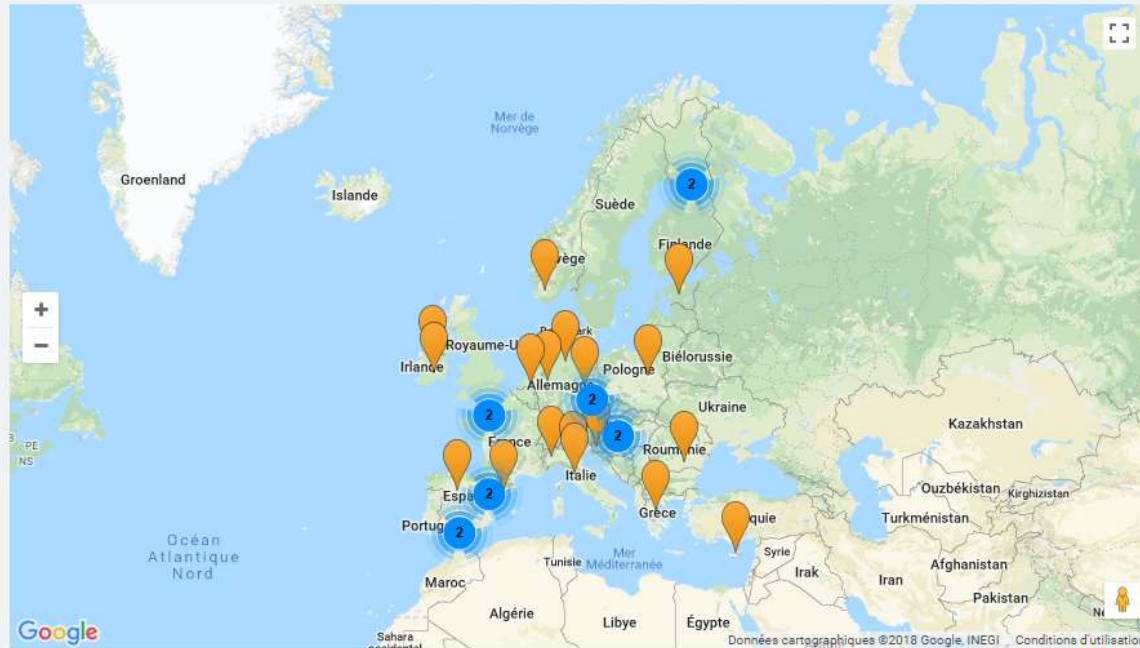 Mer de
Norvège
Groenland
Islande
Suède
2
Finlande
Royaume-U
Irlande
Biélorussie
Pologne
Allemagne
2
Ukraine
2
2
Kazakhstan
PE
NS
France
Roumanie
Italie
Ouzbékistan
Kirghizistan
Espa
2
Portug
2
Grèce
quie
Turkménistan
Océan
Atlantique
Nord
Mer
Méditerranée
Tunisie
Syrie
Afghanistan
Irak
Iran
Maroc
Pakistan
Algérie
Libye
Égypte
Google
Sahara
occidental
Données cartographiques ©2018 Google, INEGI
Conditions d'utilisation